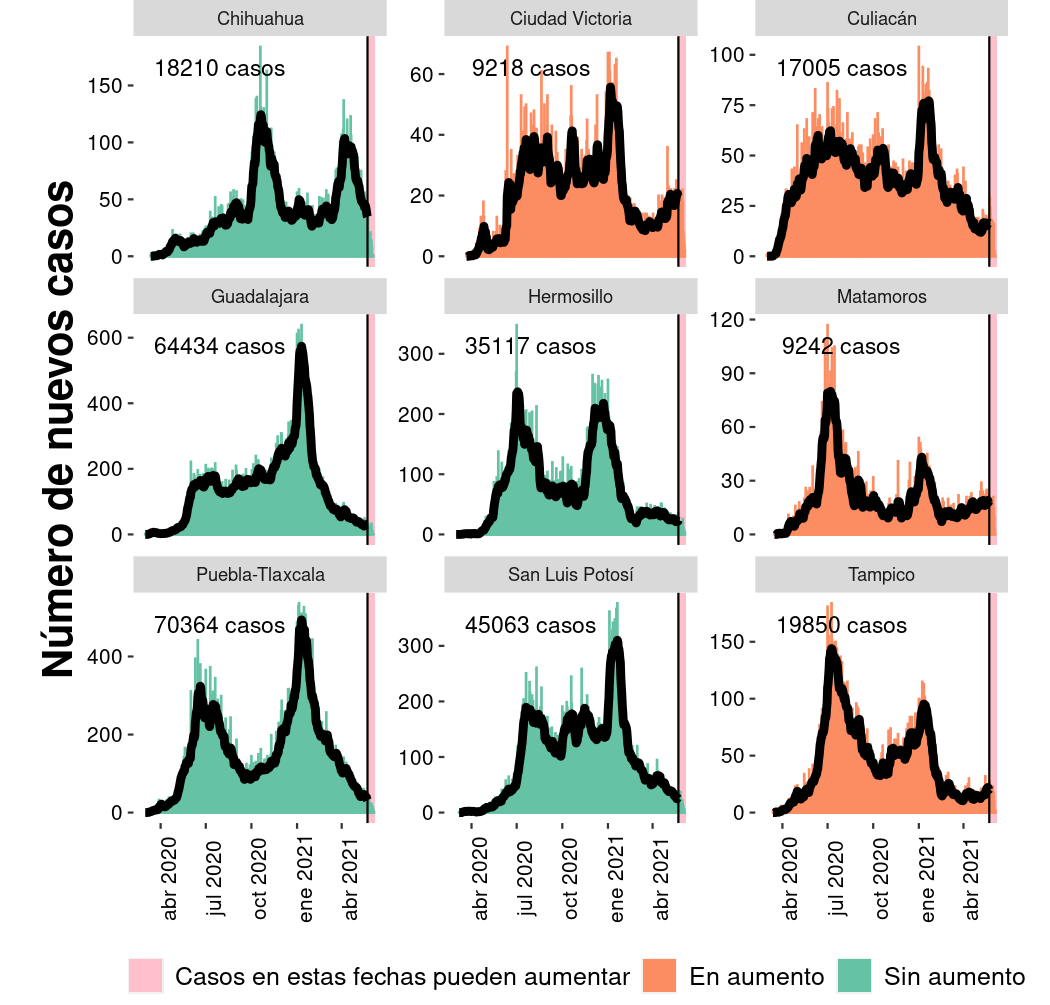 Número de nuevos casos
Chihuahua
18210 casos
150
100
50
0
Ciudad Victoria
9218 casos
60
40
20
0
Culiacán
17005 casos
100
75
50
25
0
Guadalajara
64434 casos
600
400
200
0
Hermosillo
35117 casos
300
200
100
0
Matamoros
9242 casos
120
90
60
30
0
Puebla-Tlaxcala
70364 casos
400
200
0
San Luis Potosí
45063 casos
300
200
100
0
Tampico
19850 casos
150
100
50
0
abr 2020
jul 2020
oct 2020
ene 2021
abr 2021
abr 2020
jul 2020
oct 2020
ene 2021
abr 2021
abr 2020
jul 2020
oct 2020
ene 2021
abr 2021
Casos en estas fechas pueden aumentar
En aumento
Sin aumento